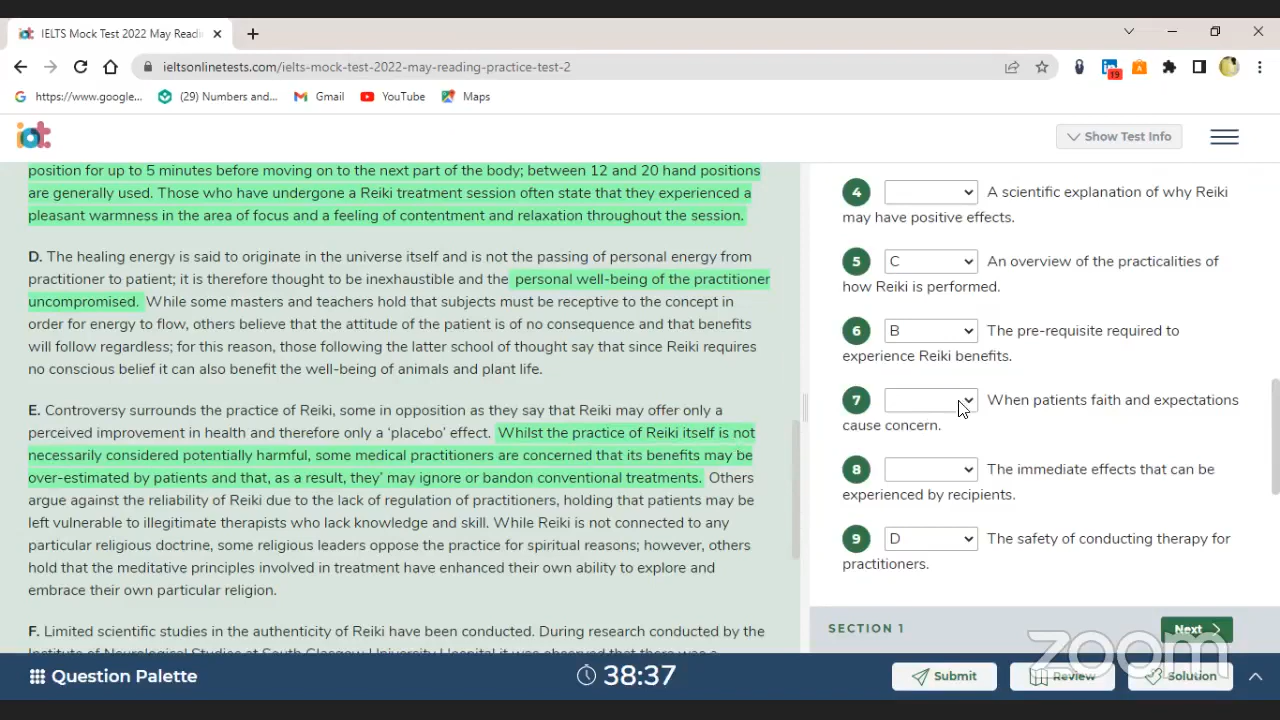 IELTS Mock Test 2022 May Readi
ieltsonlinetests.com/ielts-mock-test-2022-may-reading-practice-test-2
19
https://www.google... (29) Numbers and... Gmail YouTube Maps
iot Show Test Info
position for up to 5 minutes before moving on to the next part of the body; between 12 and 20 hand positions
are generally used. Those who have undergone a Reiki treatment session often state that they experienced a
pleasant warmness in the area of focus and a feeling of contentment and relaxation throughout the session.
D. The healing energy is said to originate in the universe itself and is not the passing of personal energy from
practitioner to patient; it is therefore thought to be inexhaustible and the personal well-being of the practitioner
uncompromised. While some masters and teachers hold that subjects must be receptive to the concept in
order for energy to flow, others believe that the attitude of the patient is of no consequence and that benefits
will follow regardless; for this reason, those following the latter school of thought say that since Reiki requires
no conscious belief it can also benefit the well-being of animals and plant life.
E. Controversy surrounds the practice of Reiki, some in opposition as they say that Reiki may offer only a
perceived improvement in health and therefore only a ‘placebo’ effect. Whilst the practice of Reiki itself is not
necessarily considered potentially harmful, some medical practitioners are concerned that its benefits may be
over-estimated by patients and that, as a result, they’ may ignore or bandon conventional treatments. Others
argue against the reliability of Reiki due to the lack of regulation of practitioners, holding that patients may be
left vulnerable to illegitimate therapists who lack knowledge and skill. While Reiki is not connected to any
particular religious doctrine, some religious leaders oppose the practice for spiritual reasons; however, others
hold that the meditative principles involved in treatment have enhanced their own ability to explore and
embrace their own particular religion.
F. Limited scientific studies in the authenticity of Reiki have been conducted. During research conducted by the
Institute of Neurological Studies at South Glasgow University Hospital it was observed that there was a
4 A scientific explanation of why Reiki
may have positive effects.
5 C An overview of the practicalities of
how Reiki is performed.
6 B The pre-requisite required to
experience Reiki benefits.
7 When patients faith and expectations
cause concern.
8 The immediate effects that can be
experienced by recipients.
9 D The safety of conducting therapy for
practitioners.
SECTION 1 Next
zoom
Question Palette 38:37 Submit Review Solution